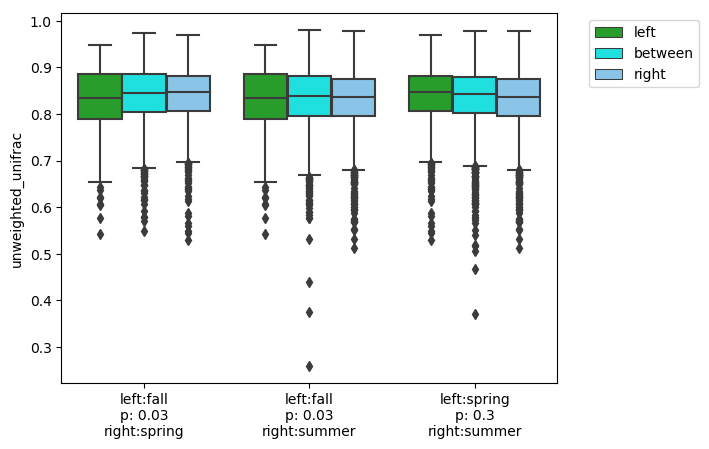 1.0
0.9
0.8
0.7
0.6
0.5
0.4
0.3
unweighted_unifrac
left:fall
p: 0.03
right:spring
left:fall
p: 0.03
right:summer
left:spring
p: 0.3
right:summer
left
between
right